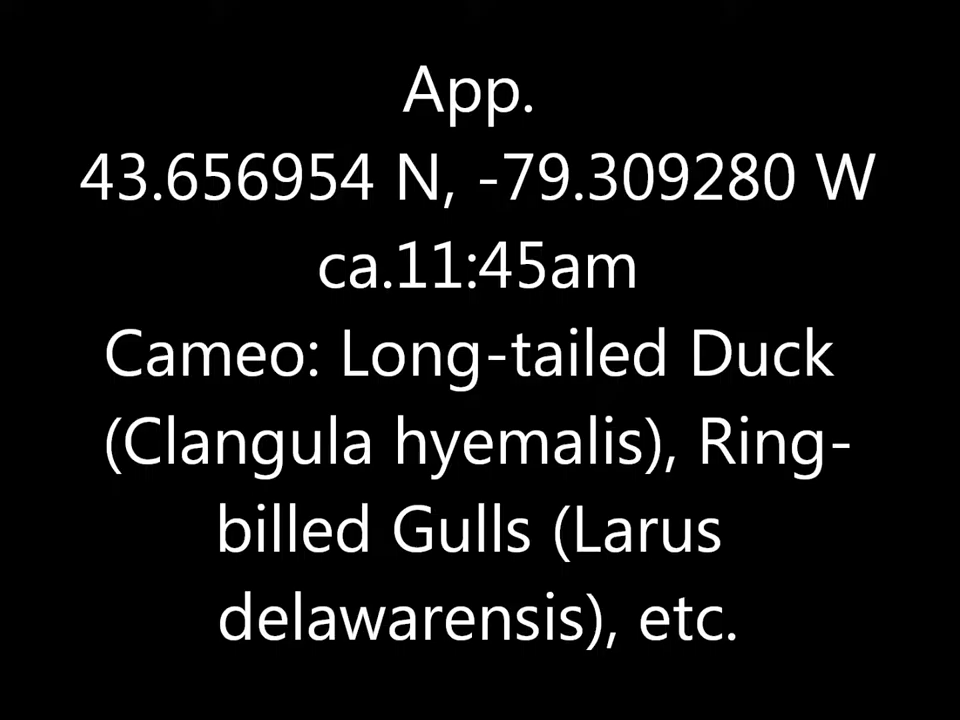 App.
43.656954 N, -79.309280 W
ca.11:45am
Cameo: Long-tailed Duck
(Clangula hyemalis), Ring-
billed Gulls (Larus
delawarensis), etc.